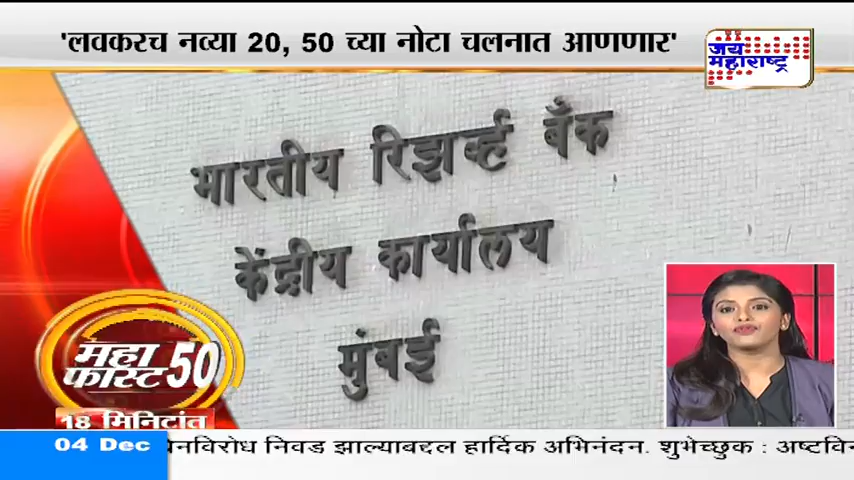 'लवकरच नव्या 20, 50 च्या नोटा चलनात आणणार'
जय
महाराष्ट्र
भारतीय रिझर्व्ह बैंक
केंद्रीय कार्यालय
मुंबई
महा
फास्ट 50
18 मिनिटांत
04 Dec
निवड झाल्याबद्दल हार्दिक अभिनंदन. शुभेच्छुक :